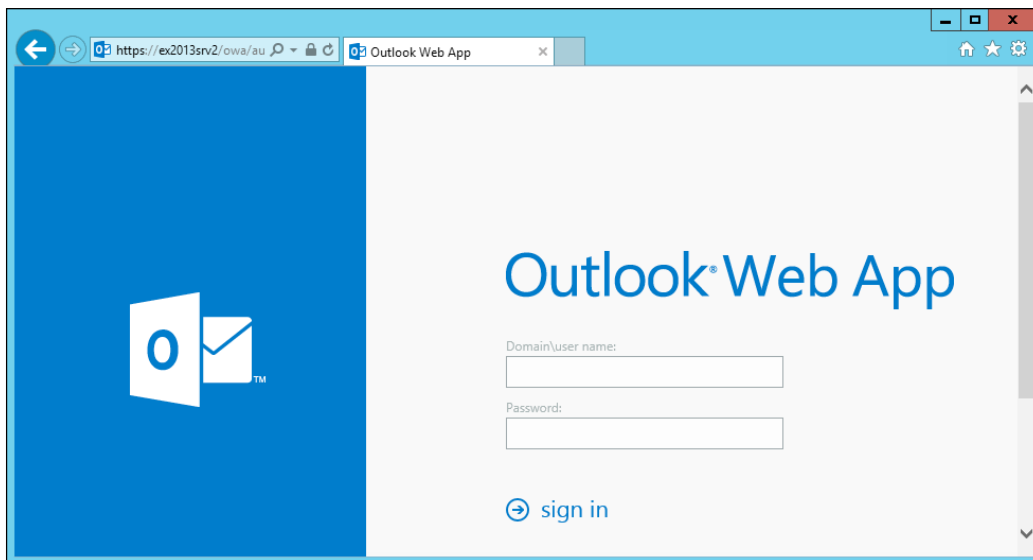 https://ex2013srv2/owa/au
Outlook Web App
Outlook® Web App
Domain\user name:
Password:
sign in
O
TM